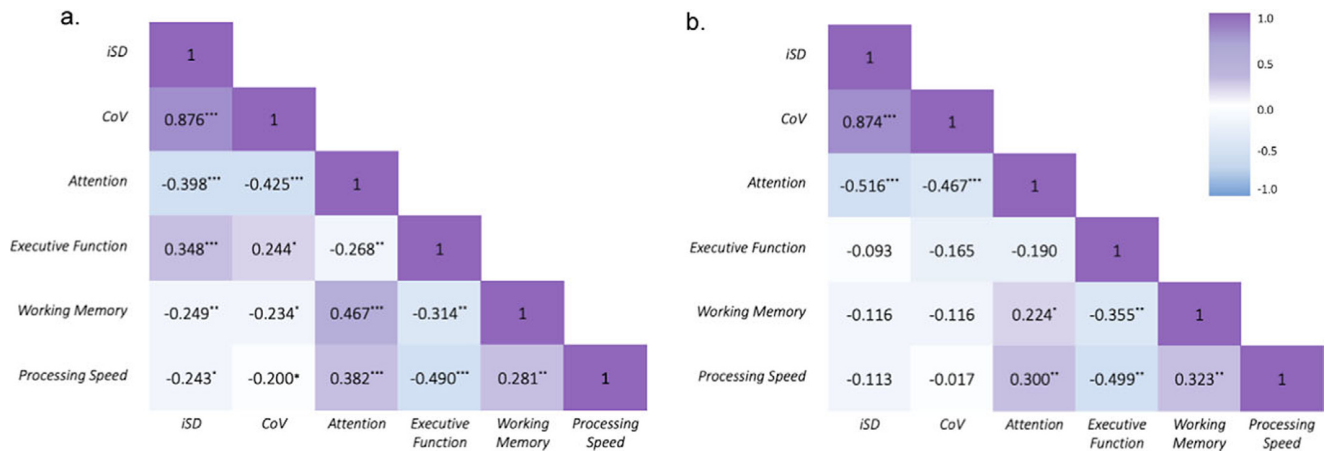 a.
iSD 1
CoV 0.876*** 1
Attention -0.398*** -0.425*** 1
Executive Function 0.348*** 0.244* -0.268** 1
Working Memory -0.249** -0.234* 0.467*** -0.314** 1
Processing Speed -0.243* -0.200* 0.382*** -0.490*** 0.281** 1
iSD CoV Attention Executive Working Processing
Function Memory Speed
b.
iSD 1
CoV 0.874*** 1
Attention -0.516*** -0.467*** 1
Executive Function -0.093 -0.165 -0.190 1
Working Memory -0.116 -0.116 0.224* -0.355** 1
Processing Speed -0.113 -0.017 0.300** -0.499** 0.323** 1
iSD CoV Attention Executive Working Processing
Function Memory Speed
1.0
0.5
0.0
-0.5
-1.0